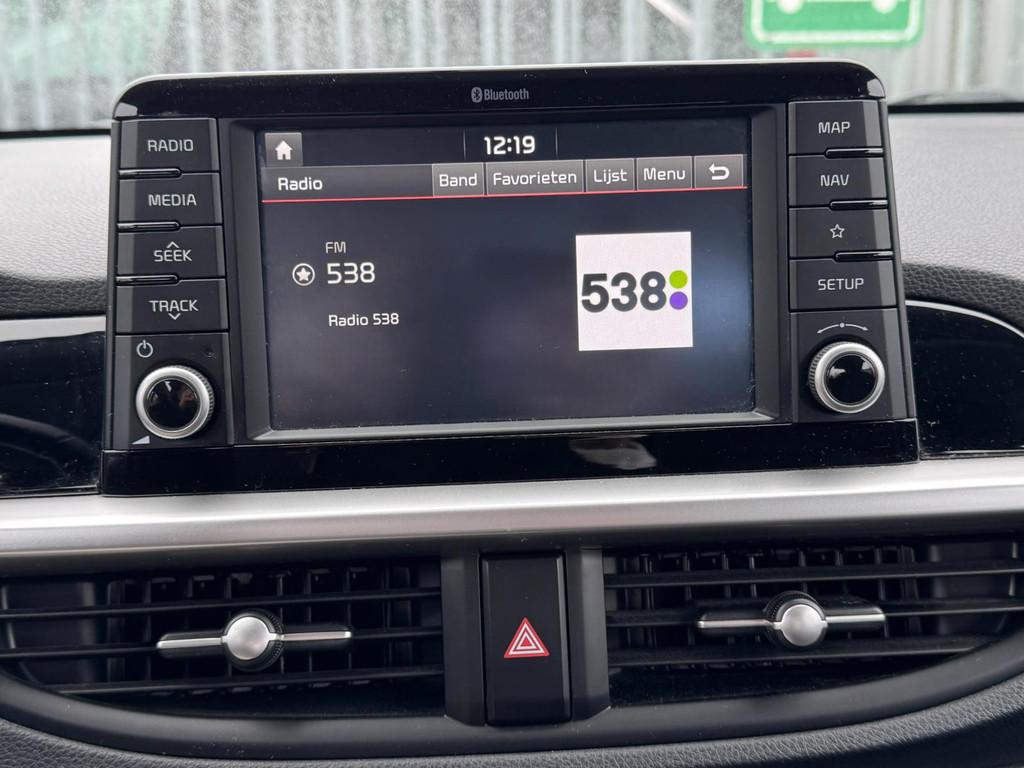 Bluetooth
RADIO
MEDIA
SEEK
TRACK
12:19
Radio Band Favorieten Lijst Menu
FM
538
Radio 538
538
MAP
NAV
SETUP